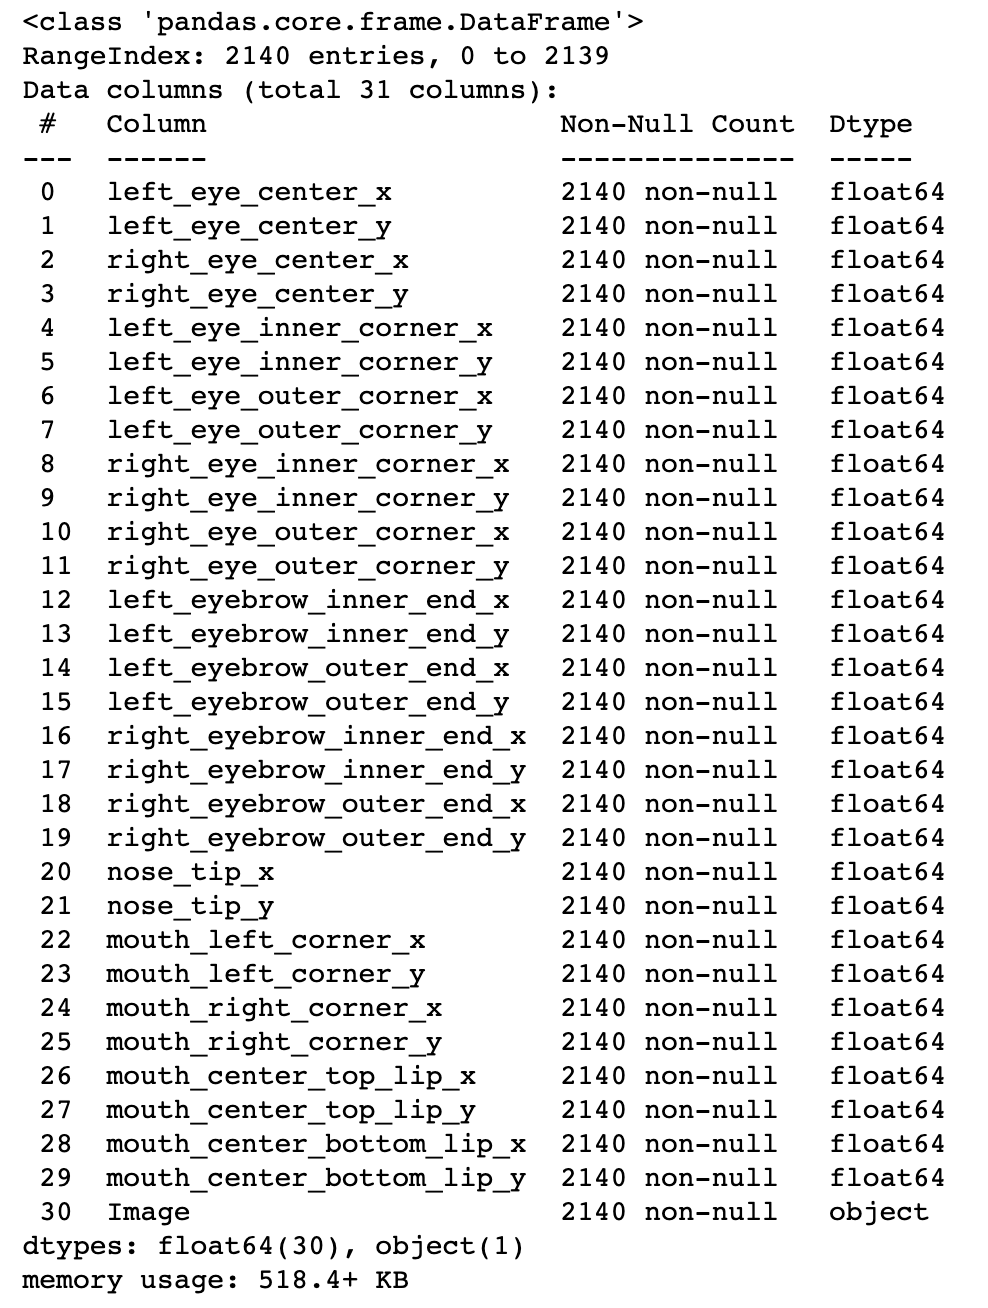 <class 'pandas.core.frame.DataFrame'>
RangeIndex: 2140 entries, 0 to 2139
Data columns (total 31 columns):
 #   Column                     Non-Null Count  Dtype
---  ------                     --------------  -----
 0   left_eye_center_x          2140 non-null   float64
 1   left_eye_center_y          2140 non-null   float64
 2   right_eye_center_x         2140 non-null   float64
 3   right_eye_center_y         2140 non-null   float64
 4   left_eye_inner_corner_x    2140 non-null   float64
 5   left_eye_inner_corner_y    2140 non-null   float64
 6   left_eye_outer_corner_x    2140 non-null   float64
 7   left_eye_outer_corner_y    2140 non-null   float64
 8   right_eye_inner_corner_x   2140 non-null   float64
 9   right_eye_inner_corner_y   2140 non-null   float64
 10  right_eye_outer_corner_x   2140 non-null   float64
 11  right_eye_outer_corner_y   2140 non-null   float64
 12  left_eyebrow_inner_end_x   2140 non-null   float64
 13  left_eyebrow_inner_end_y   2140 non-null   float64
 14  left_eyebrow_outer_end_x   2140 non-null   float64
 15  left_eyebrow_outer_end_y   2140 non-null   float64
 16  right_eyebrow_inner_end_x  2140 non-null   float64
 17  right_eyebrow_inner_end_y  2140 non-null   float64
 18  right_eyebrow_outer_end_x  2140 non-null   float64
 19  right_eyebrow_outer_end_y  2140 non-null   float64
 20  nose_tip_x                 2140 non-null   float64
 21  nose_tip_y                 2140 non-null   float64
 22  mouth_left_corner_x        2140 non-null   float64
 23  mouth_left_corner_y        2140 non-null   float64
 24  mouth_right_corner_x       2140 non-null   float64
 25  mouth_right_corner_y       2140 non-null   float64
 26  mouth_center_top_lip_x     2140 non-null   float64
 27  mouth_center_top_lip_y     2140 non-null   float64
 28  mouth_center_bottom_lip_x  2140 non-null   float64
 29  mouth_center_bottom_lip_y  2140 non-null   float64
 30  Image                      2140 non-null   object
dtypes: float64(30), object(1)
memory usage: 518.4+ KB